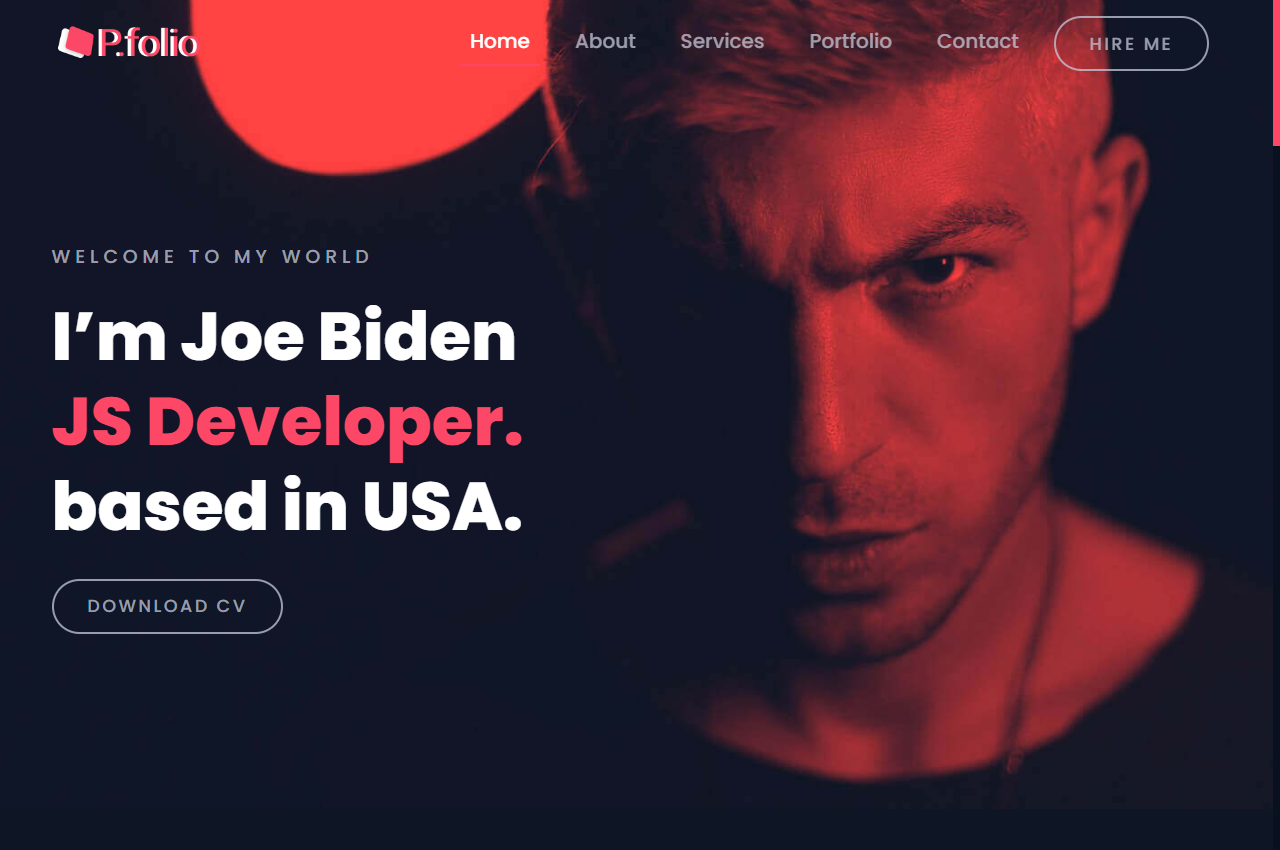 P.folio
Home About Services Portfolio Contact HIRE ME
WELCOME TO MY WORLD
I’m Joe Biden
JS Developer.
based in USA.
DOWNLOAD CV